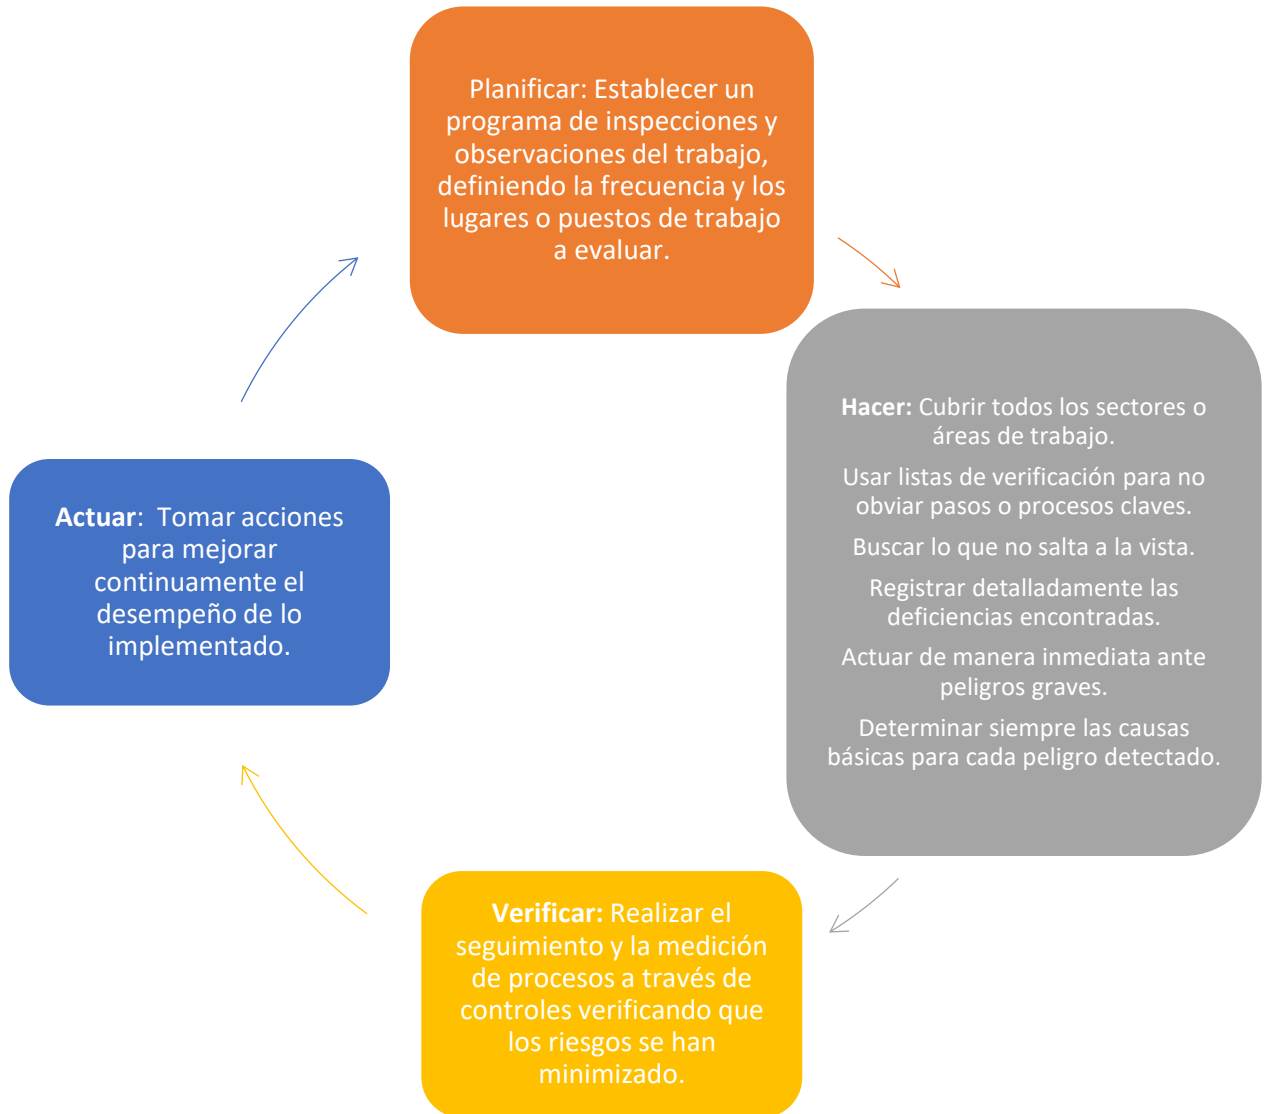 Planificar: Establecer un
programa de inspecciones y
observaciones del trabajo,
definiendo la frecuencia y los
lugares o puestos de trabajo
a evaluar.
Hacer: Cubrir todos los sectores o
áreas de trabajo.
Usar listas de verificación para no
obviar pasos o procesos claves.
Buscar lo que no salta a la vista.
Registrar detalladamente las
deficiencias encontradas.
Actuar de manera inmediata ante
peligros graves.
Determinar siempre las causas
básicas para cada peligro detectado.
Verificar: Realizar el
seguimiento y la medición
de procesos a través de
controles verificando que
los riesgos se han
minimizado.
Actuar:  Tomar acciones
para mejorar
continuamente el
desempeño de lo
implementado.